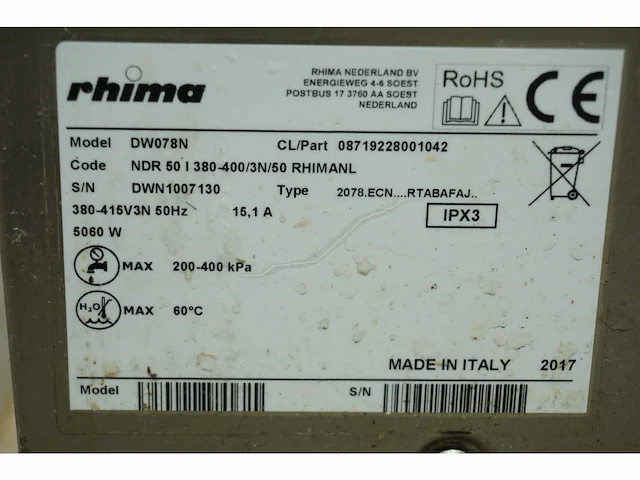 rhima
RHIMA NEDERLAND BV
ENERGIEWEG 4-6 SOEST
POSTBUS 17 3760 AA SOEST
NEDERLAND
RoHS
CE
Model DW078N CL/Part 08719228001042
Code NDR 50 I 380-400/3N/50 RHIMANL
S/N DWN1007130 Type 2078.ECN....RTABAFAJ..
380-415V3N 50Hz 15,1 A IPX3
5060 W
MAX 200-400 kPa
H2O MAX 60°C
MADE IN ITALY 2017
Model S/N